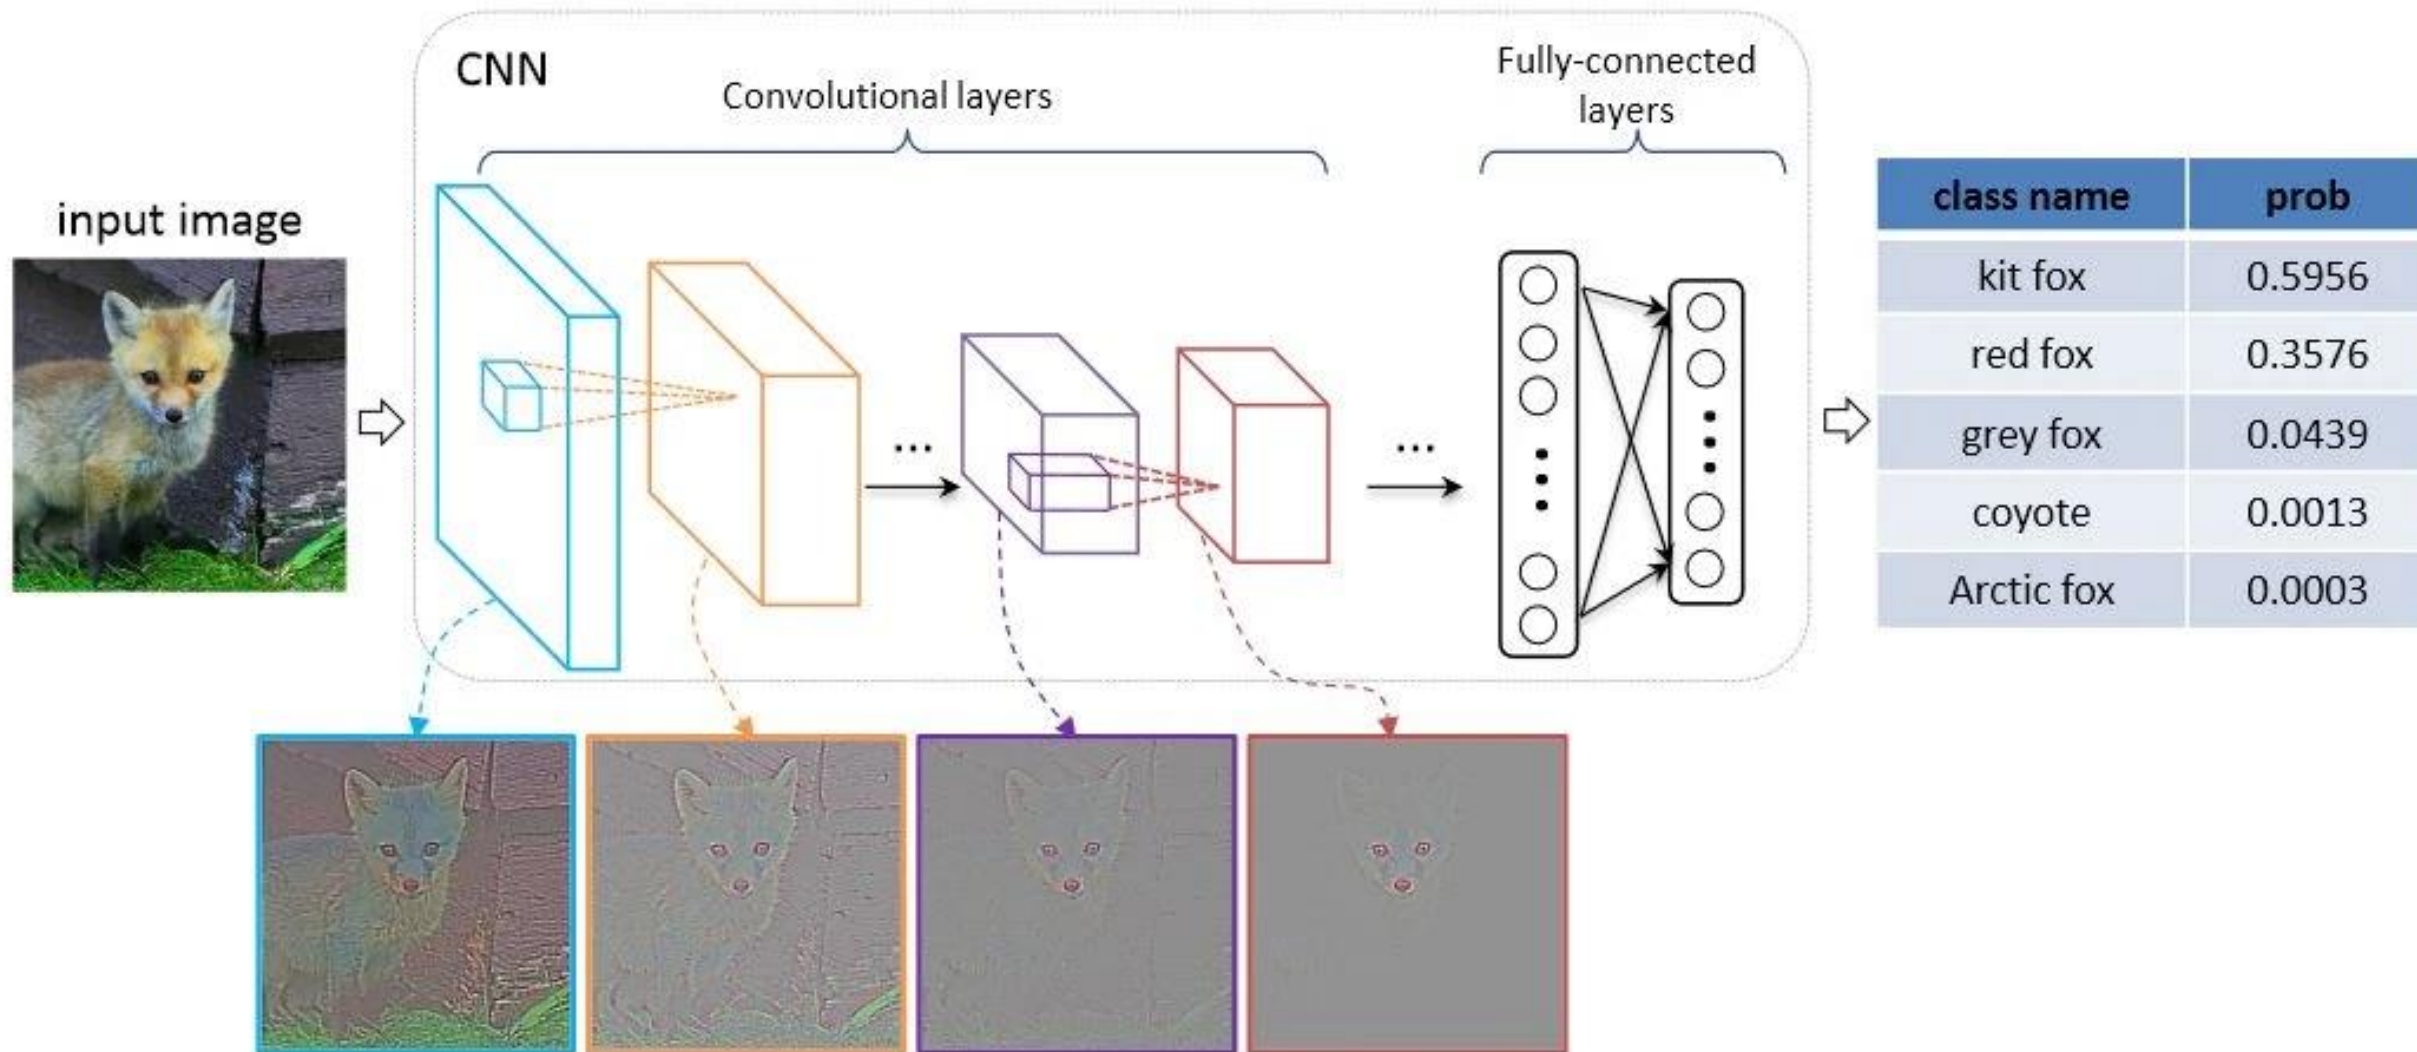 CNN
Convolutional layers
Fully-connected
layers
input image
...
...
class name prob
kit fox 0.5956
red fox 0.3576
grey fox 0.0439
coyote 0.0013
Arctic fox 0.0003